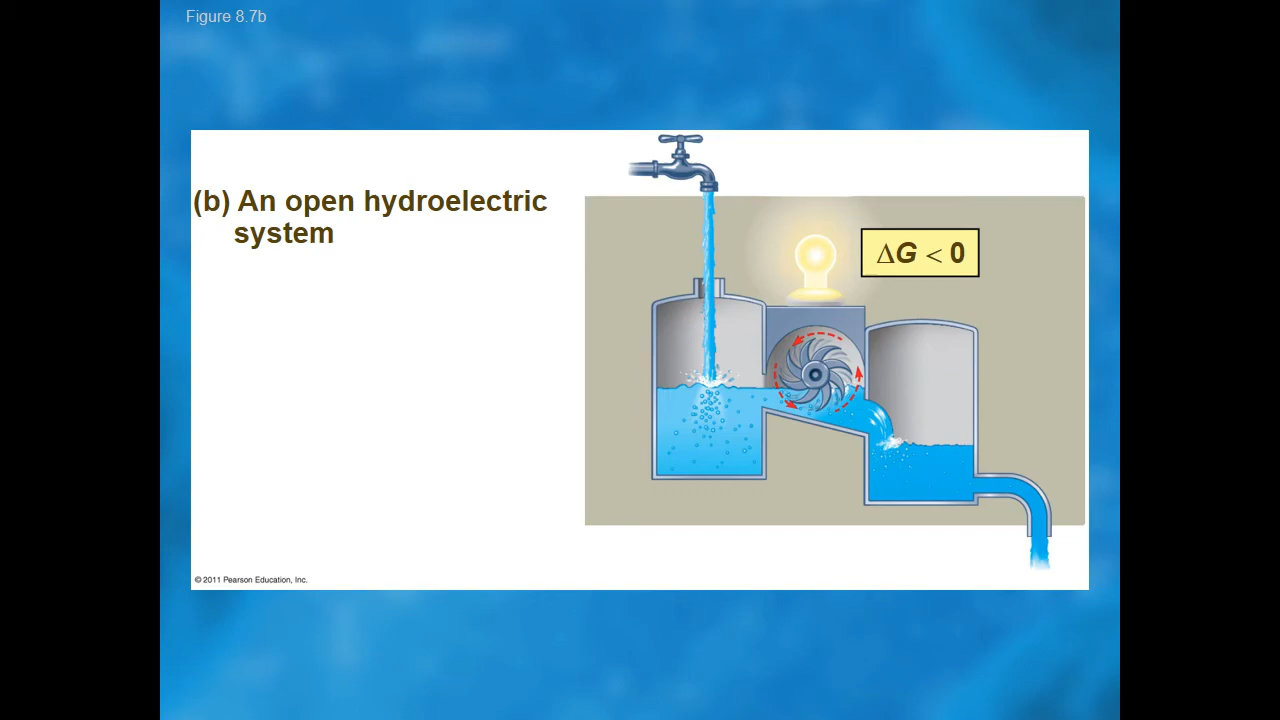 Figure 8.7b
(b) An open hydroelectric
system
ΔG < 0
© 2011 Pearson Education, Inc.